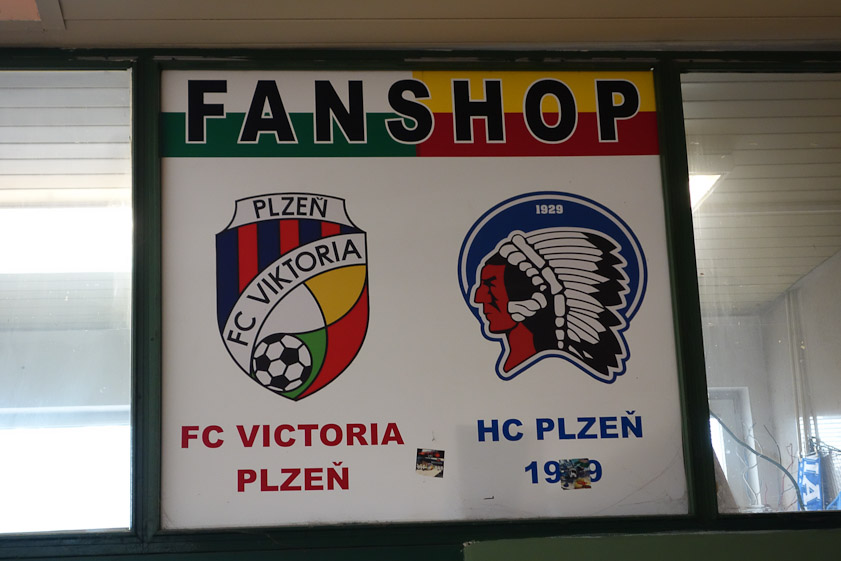 FANSHOP
PLZEŇ
FC VIKTORIA
1929
FC VICTORIA
PLZEŇ
HC PLZEŇ